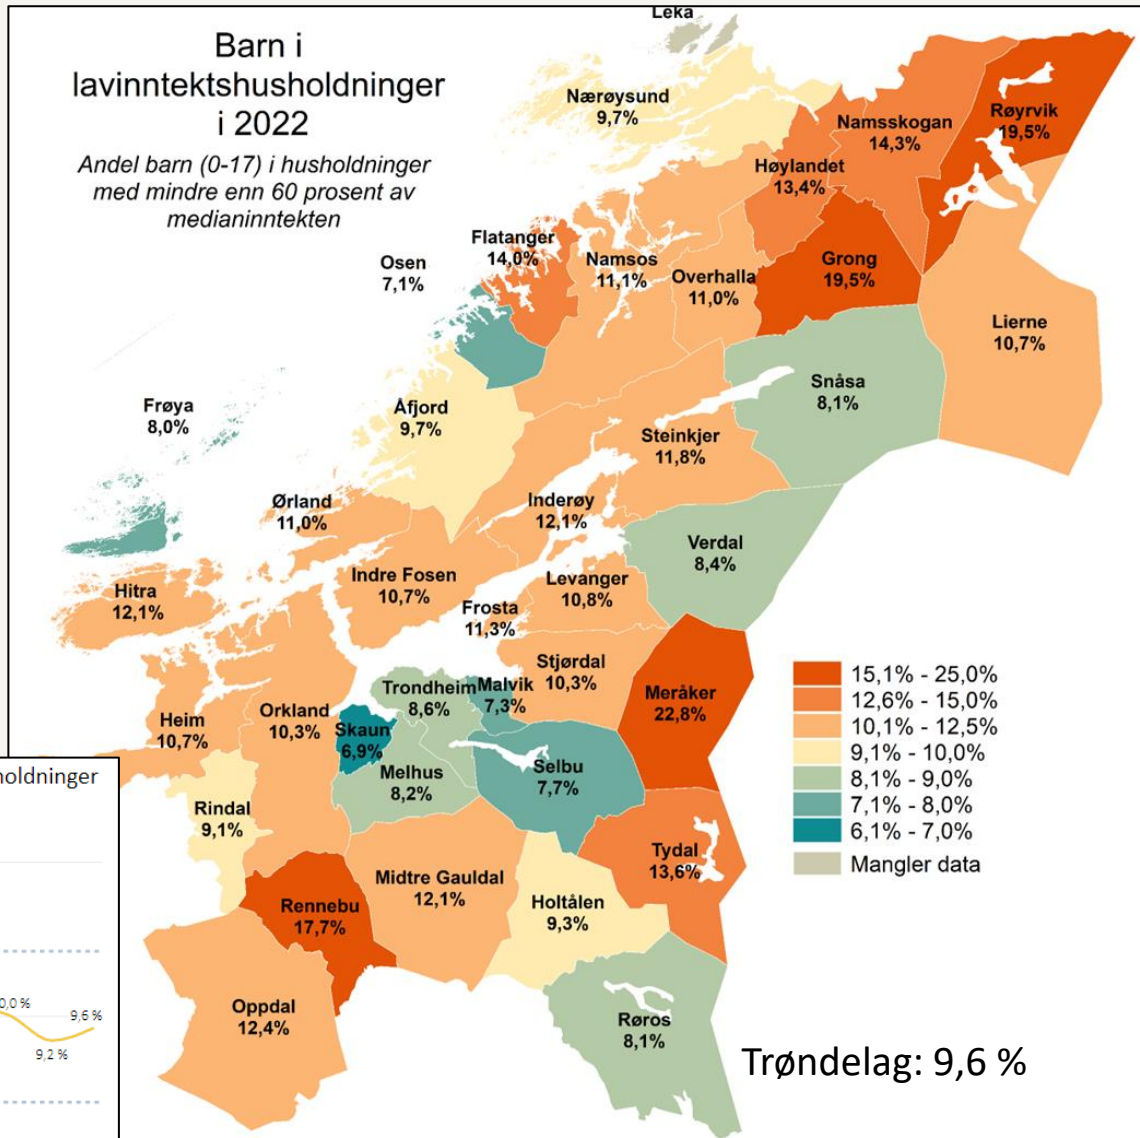 Barn i
lavinntektshusholdninger
i 2022
Andel barn (0-17) i husholdninger
med mindre enn 60 prosent av
medianinntekten
Leka
Nærøysund
9,7%
Namsskogan
14,3%
Røyrvik
19,5%
Høylandet
13,4%
Flatanger
14,0%
Osen
7,1%
Namsos
11,1%
Overhalla
11,0%
Grong
19,5%
Lierne
10,7%
Snåsa
8,1%
Frøya
8,0%
Åfjord
9,7%
Steinkjer
11,8%
Ørland
11,0%
Inderøy
12,1%
Verdal
8,4%
Hitra
12,1%
Indre Fosen
10,7%
Levanger
10,8%
Frosta
11,3%
Stjørdal
10,3%
Trondheim
8,6%
Malvik
7,3%
Meråker
22,8%
Heim
10,7%
Orkland
10,3%
Skaun
6,9%
Melhus
8,2%
Selbu
7,7%
Rindal
9,1%
Tydal
13,6%
Midtre Gauldal
12,1%
Rennebu
17,7%
Holtålen
9,3%
Oppdal
12,4%
Røros
8,1%
15,1% - 25,0%
12,6% - 15,0%
10,1% - 12,5%
9,1% - 10,0%
8,1% - 9,0%
7,1% - 8,0%
6,1% - 7,0%
Mangler data
Trøndelag: 9,6 %
holdninger
0,0 %
9,2 %
9,6 %